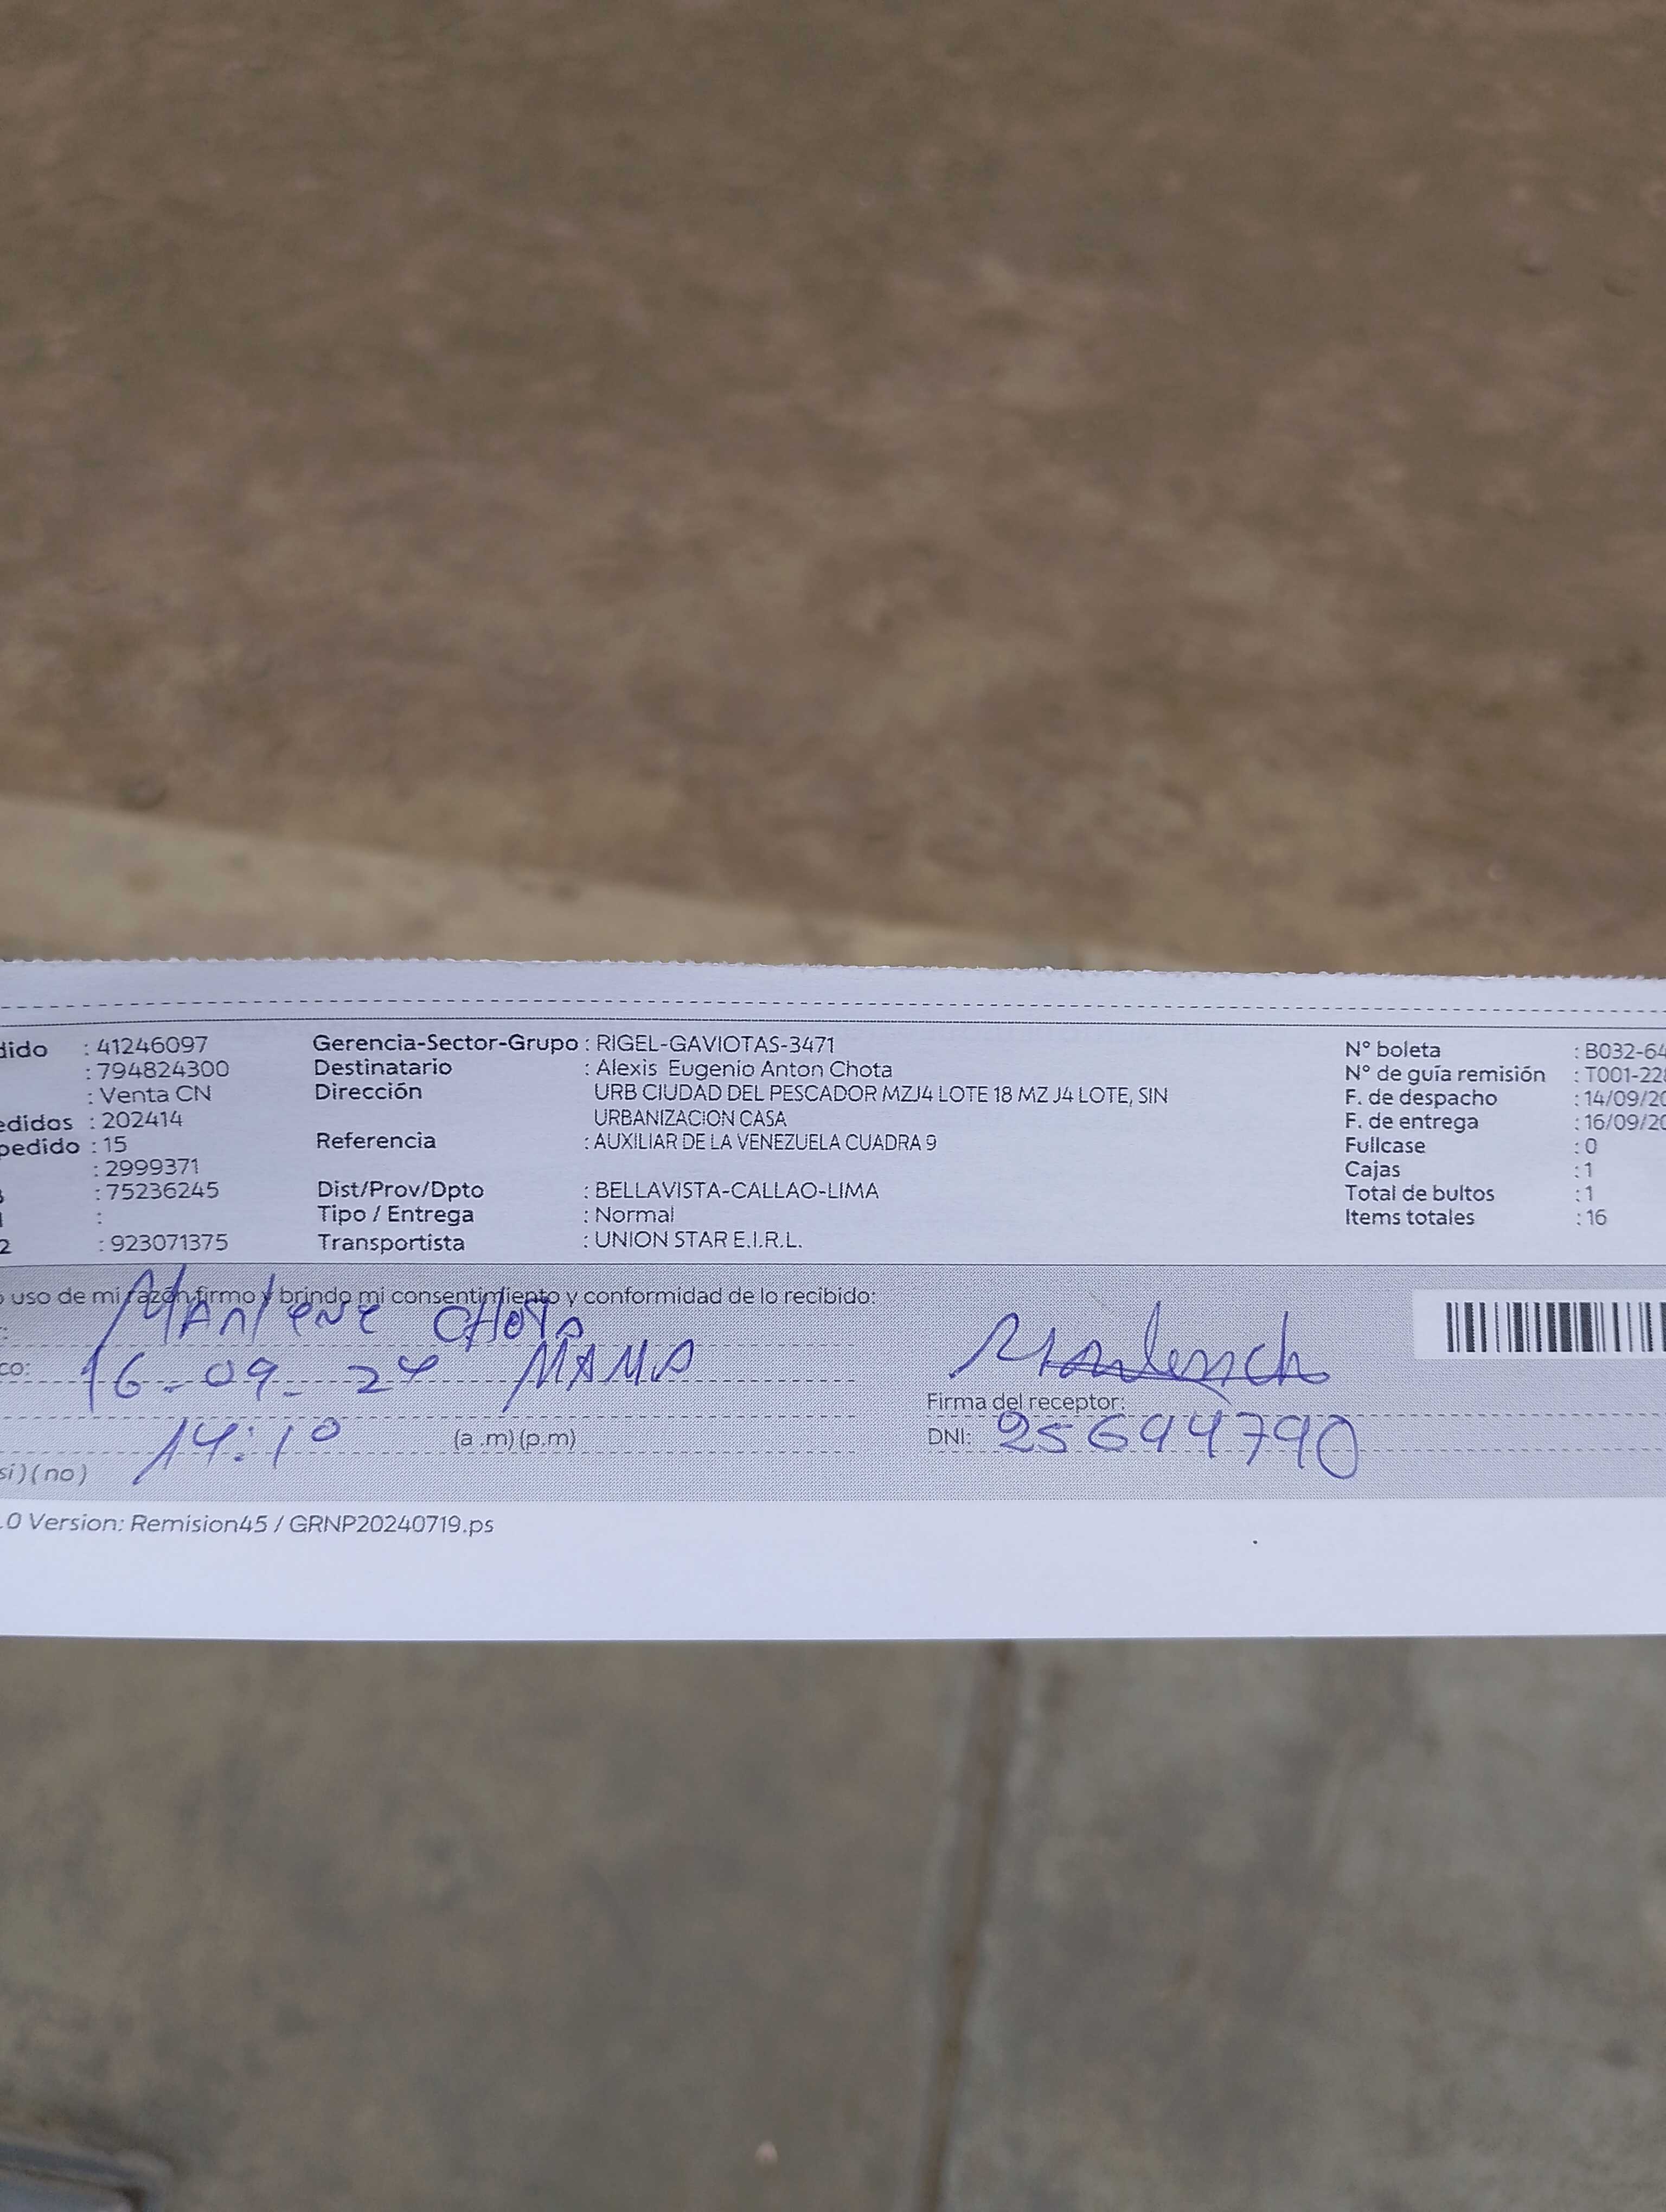 dido : 41246097
: 794824300
: Venta CN
edidos : 202414
pedido : 15
: 2999371
: 75236245
:
2 : 923071375
Gerencia-Sector-Grupo : RIGEL-GAVIOTAS-3471
Destinatario : Alexis Eugenio Anton Chota
Dirección URB CIUDAD DEL PESCADOR MZJ4 LOTE 18 MZ J4 LOTE, SIN
URBANIZACION CASA
Referencia : AUXILIAR DE LA VENEZUELA CUADRA 9
Dist/Prov/Dpto : BELLAVISTA-CALLAO-LIMA
Tipo / Entrega : Normal
Transportista : UNION STAR E.I.R.L.
N° boleta : B032-64
N° de guía remisión : T001-22
F. de despacho : 14/09/20
F. de entrega : 16/09/20
Fullcase : 0
Cajas : 1
Total de bultos : 1
Items totales : 16
o uso de mi razón firmo y brindo mi consentimiento y conformidad de lo recibido:
Marlene CHOTA
co: 16-09-24 MAMA
14:10 (a .m) (p.m)
si) (no)
Firma del receptor:
DNI: 25694790
.0 Version: Remision45 / GRNP20240719.ps